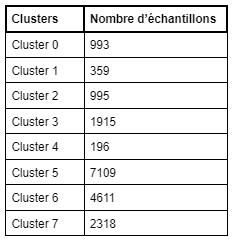 Clusters Nombre d'échantillons
Cluster 0 993
Cluster 1 359
Cluster 2 995
Cluster 3 1915
Cluster 4 196
Cluster 5 7109
Cluster 6 4611
Cluster 7 2318